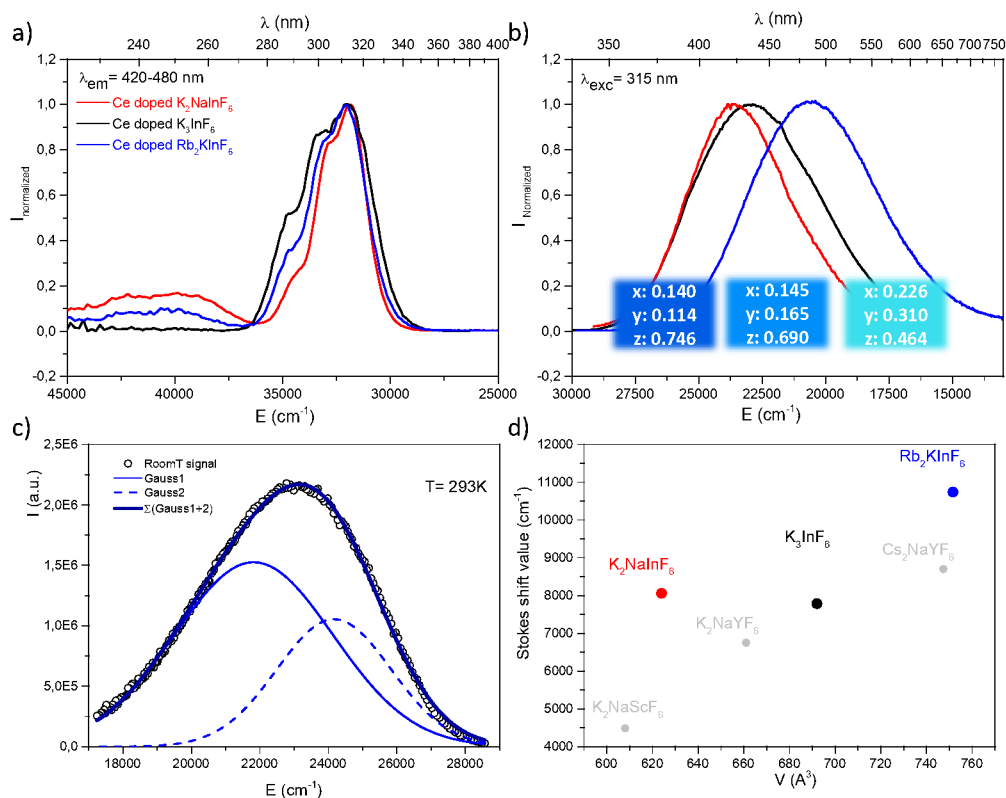 a)
λ (nm)
240 260 280 300 320 340 360 380 400
λem= 420-480 nm
Ce doped K2NaInF6
Ce doped K3InF6
Ce doped Rb2KInF6
Inormalized
1,2
1,0
0,8
0,6
0,4
0,2
0,0
-0,2
45000 40000 35000 30000 25000
E (cm-1)
b)
λ (nm)
350 400 450 500 550 600 650 700 750
λexc= 315 nm
I Normalized
1,2
1,0
0,8
0,6
0,4
0,2
0,0
-0,2
x: 0.140
y: 0.114
z: 0.746
x: 0.145
y: 0.165
z: 0.690
x: 0.226
y: 0.310
z: 0.464
30000 27500 25000 22500 20000 17500 15000
E (cm-1)
c)
I (a.u.)
2,5E6
2,0E6
1,5E6
1,0E6
5,0E5
0,0
RoomT signal
Gauss1
Gauss2
Σ(Gauss1+2)
T= 293K
18000 20000 22000 24000 26000 28000
E (cm-1)
d)
Stokes shift value (cm-1)
12000
11000
10000
9000
8000
7000
6000
5000
4000
Rb2KInF6
K3InF6
Cs2NaYF6
K2NaInF6
K2NaYF6
K2NaScF6
600 620 640 660 680 700 720 740 760
V (A3)